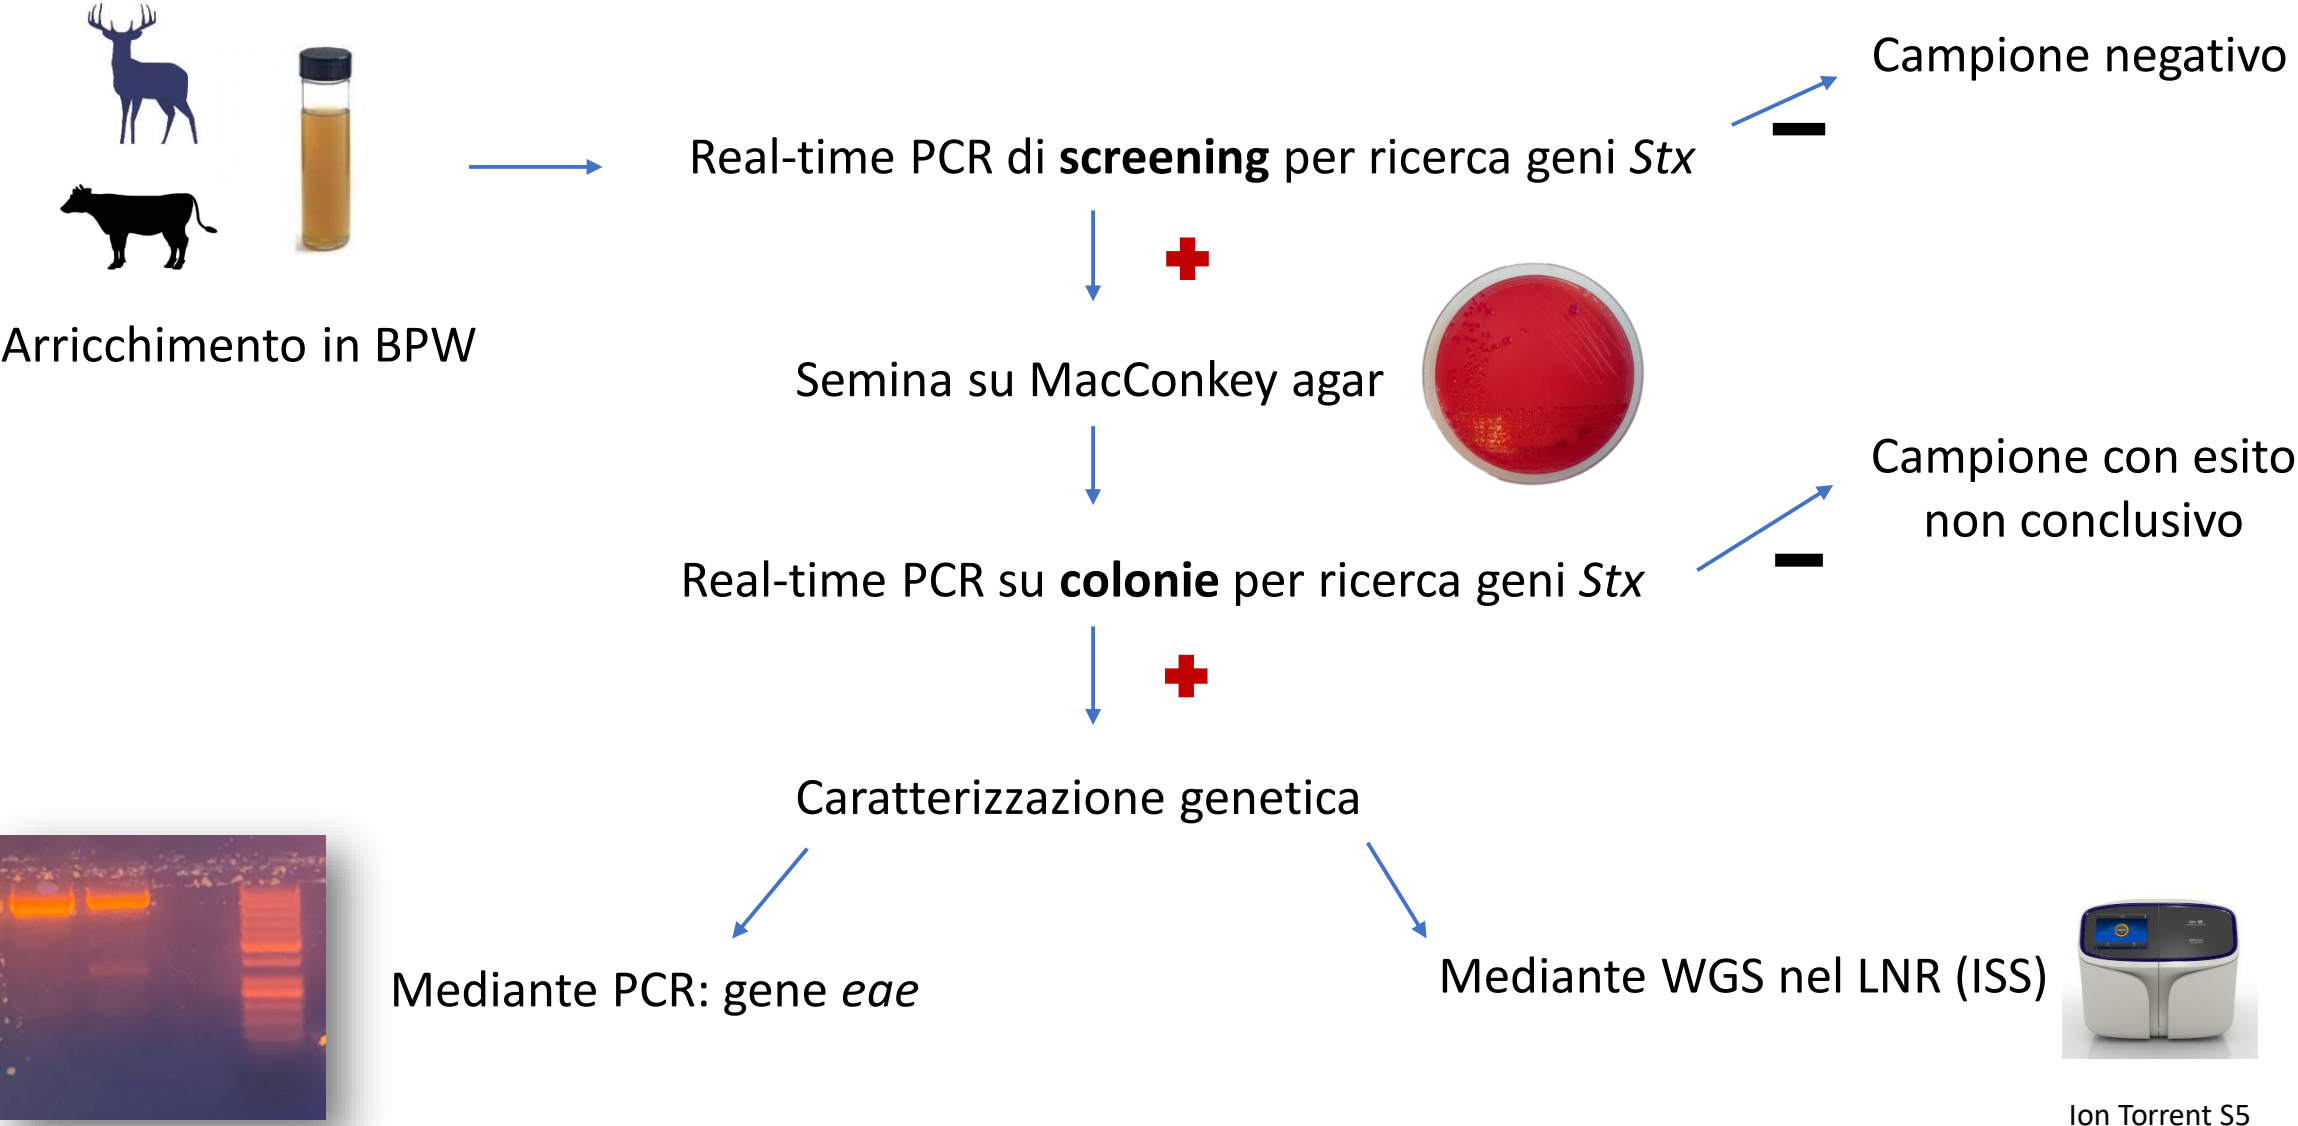 Campione negativo
Real-time PCR di screening per ricerca geni Stx
Arricchimento in BPW
Semina su MacConkey agar
Campione con esito
non conclusivo
Real-time PCR su colonie per ricerca geni Stx
Caratterizzazione genetica
Mediante PCR: gene eae
Mediante WGS nel LNR (ISS)
Ion Torrent S5